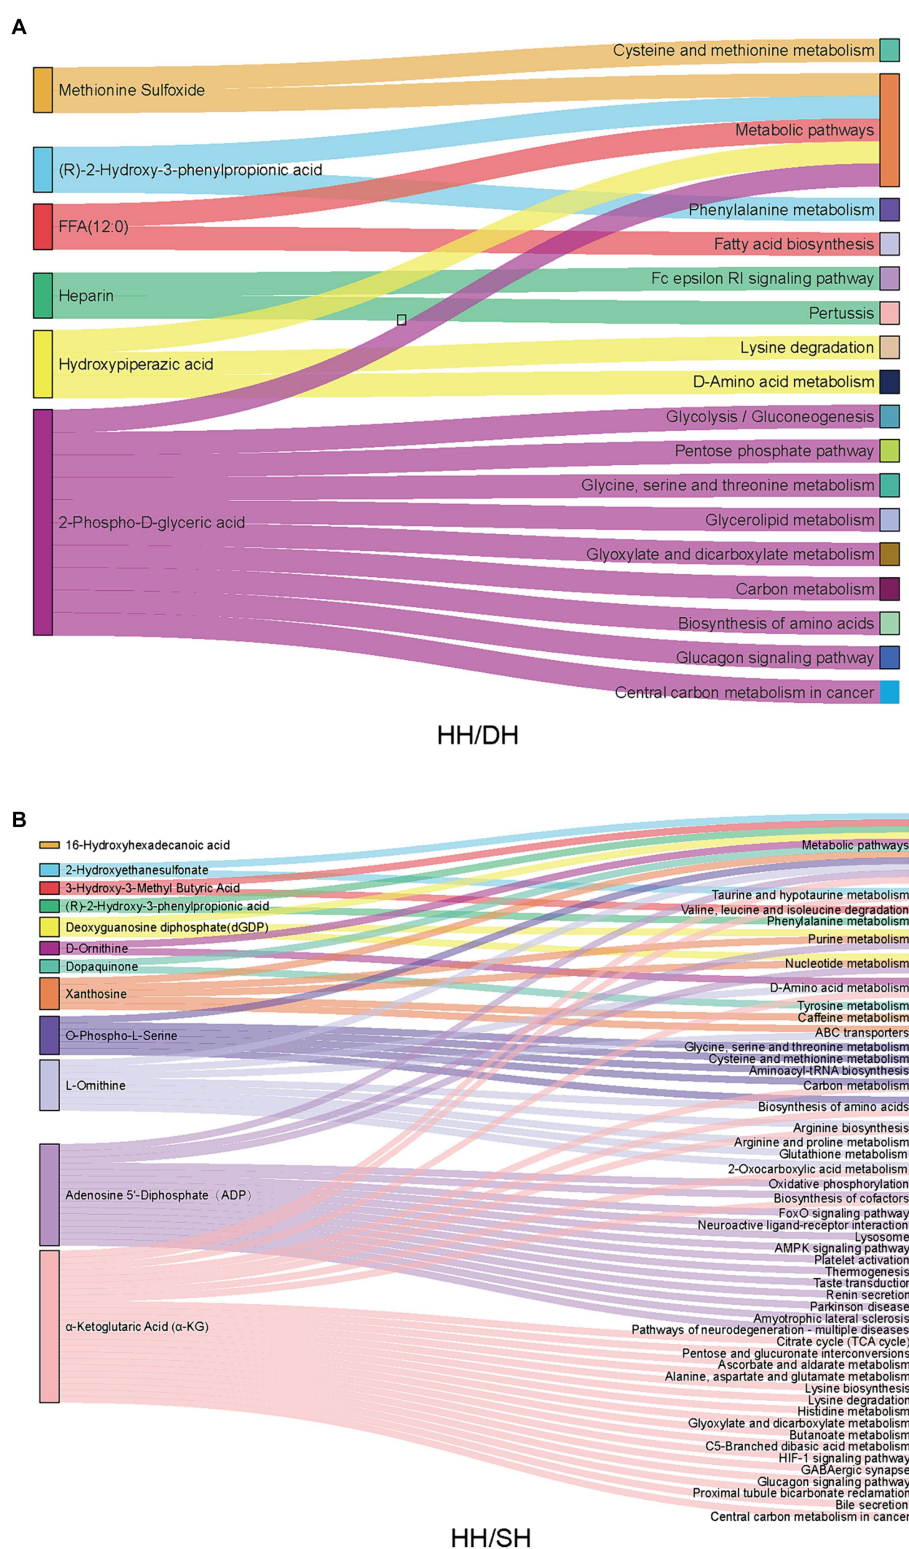 A
Cysteine and methionine metabolism
Methionine Sulfoxide
Metabolic pathways
(R)-2-Hydroxy-3-phenylpropionic acid
Phenylalanine metabolism
FFA(12:0)
Fatty acid biosynthesis
Fc epsilon RI signaling pathway
Heparin
Pertussis
Lysine degradation
Hydroxypiperazic acid
D-Amino acid metabolism
Glycolysis / Gluconeogenesis
Pentose phosphate pathway
Glycine, serine and threonine metabolism
2-Phospho-D-glyceric acid
Glycerolipid metabolism
Glyoxylate and dicarboxylate metabolism
Carbon metabolism
Biosynthesis of amino acids
Glucagon signaling pathway
Central carbon metabolism in cancer
HH/DH
B
16-Hydroxyhexadecanoic acid
2-Hydroxyethanesulfonate
3-Hydroxy-3-Methyl Butyric Acid
(R)-2-Hydroxy-3-phenylpropionic acid
Deoxyguanosine diphosphate(dGDP)
D-Ornithine
Dopaquinone
Xanthosine
O-Phospho-L-Serine
L-Ornithine
Adenosine 5'-Diphosphate（ADP）
α-Ketoglutaric Acid (α-KG)
Metabolic pathways
Taurine and hypotaurine metabolism
Valine, leucine and isoleucine degradation
Phenylalanine metabolism
Purine metabolism
Nucleotide metabolism
D-Amino acid metabolism
Tyrosine metabolism
Caffeine metabolism
ABC transporters
Glycine, serine and threonine metabolism
Cysteine and methionine metabolism
Aminoacyl-tRNA biosynthesis
Carbon metabolism
Biosynthesis of amino acids
Arginine biosynthesis
Arginine and proline metabolism
Glutathione metabolism
2-Oxocarboxylic acid metabolism
Oxidative phosphorylation
Biosynthesis of cofactors
FoxO signaling pathway
Neuroactive ligand-receptor interaction
Lysosome
AMPK signaling pathway
Platelet activation
Thermogenesis
Taste transduction
Renin secretion
Parkinson disease
Amyotrophic lateral sclerosis
Pathways of neurodegeneration - multiple diseases
Citrate cycle (TCA cycle)
Pentose and glucuronate interconversions
Ascorbate and aldarate metabolism
Alanine, aspartate and glutamate metabolism
Lysine biosynthesis
Lysine degradation
Histidine metabolism
Glyoxylate and dicarboxylate metabolism
Butanoate metabolism
C5-Branched dibasic acid metabolism
HIF-1 signaling pathway
GABAergic synapse
Glucagon signaling pathway
Proximal tubule bicarbonate reclamation
Bile secretion
Central carbon metabolism in cancer
HH/SH